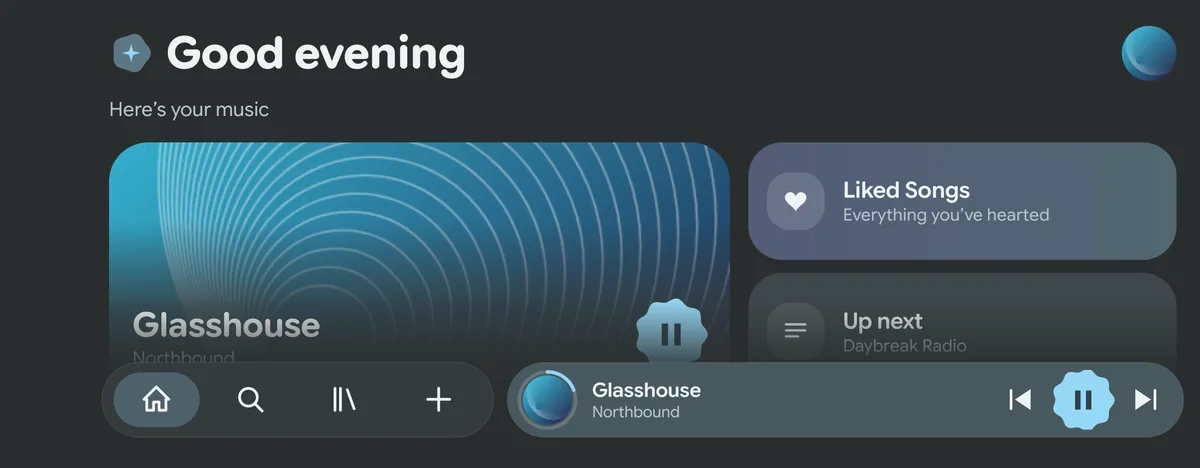 Good evening
Here's your music
Glasshouse
Northbound
Liked Songs
Everything you've hearted
Up next
Daybreak Radio
Glasshouse
Northbound